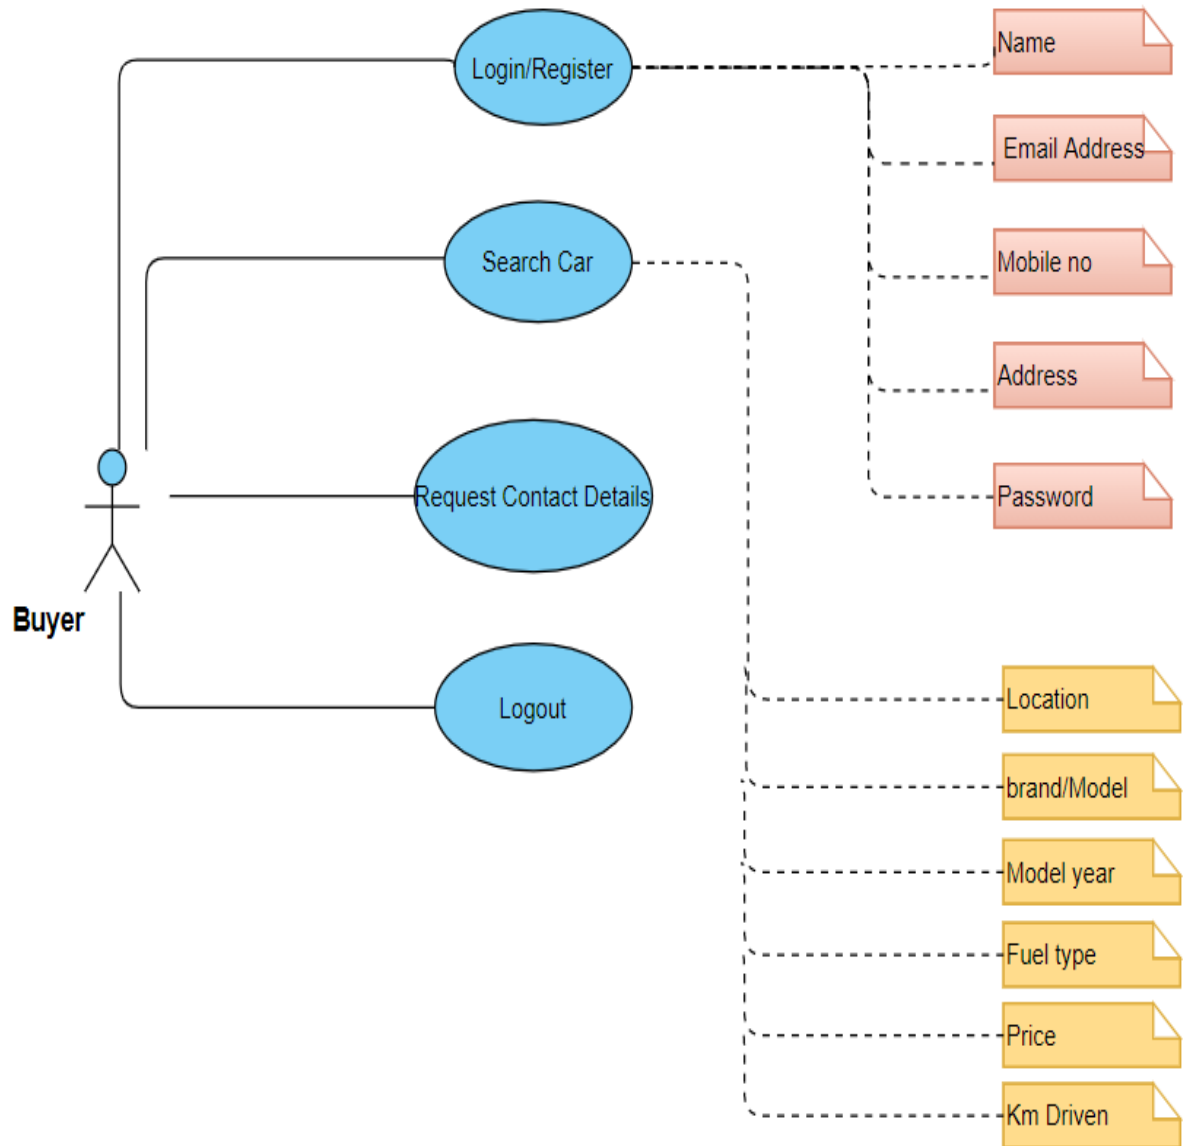 Name
Login/Register
Email Address
Search Car
Mobile no
Address
Request Contact Details
Password
Buyer
Logout
Location
brand/Model
Model year
Fuel type
Price
Km Driven